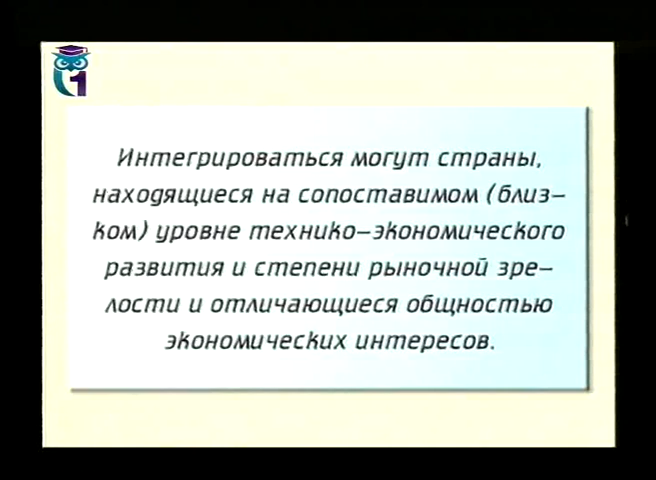 1
Интегрироваться могут страны,
находящиеся на сопоставимом (близ-
ком) уровне технико-экономического
развития и степени рыночной зре-
лости и отличающиеся общностью
экономических интересов.